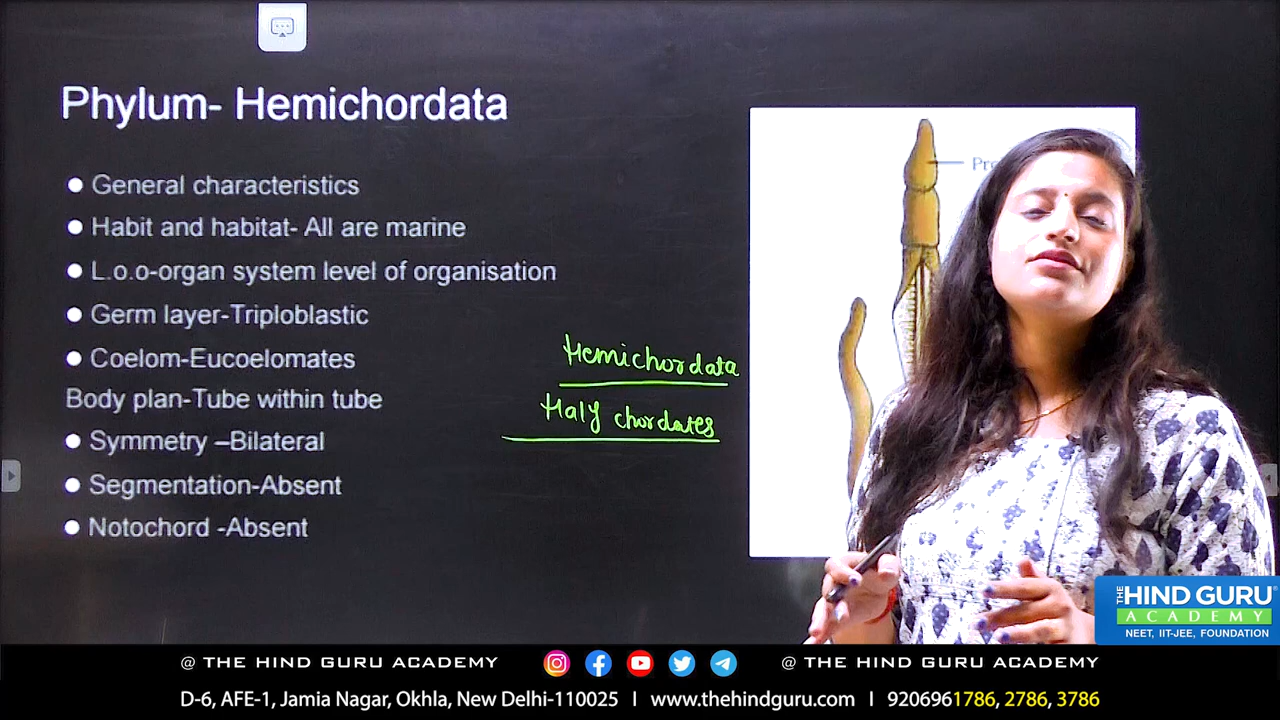 Phylum- Hemichordata
● General characteristics
● Habit and habitat- All are marine
● L.o.o-organ system level of organisation
● Germ layer-Triploblastic
● Coelom-Eucoelomates
Body plan-Tube within tube
● Symmetry –Bilateral
● Segmentation-Absent
● Notochord -Absent
Hemichordata
Half chordates
THE HIND GURU®
ACADEMY
NEET, IIT-JEE, FOUNDATION
@ THE HIND GURU ACADEMY
@ THE HIND GURU ACADEMY
D-6, AFE-1, Jamia Nagar, Okhla, New Delhi-110025 | www.thehindguru.com | 9206961786, 2786, 3786